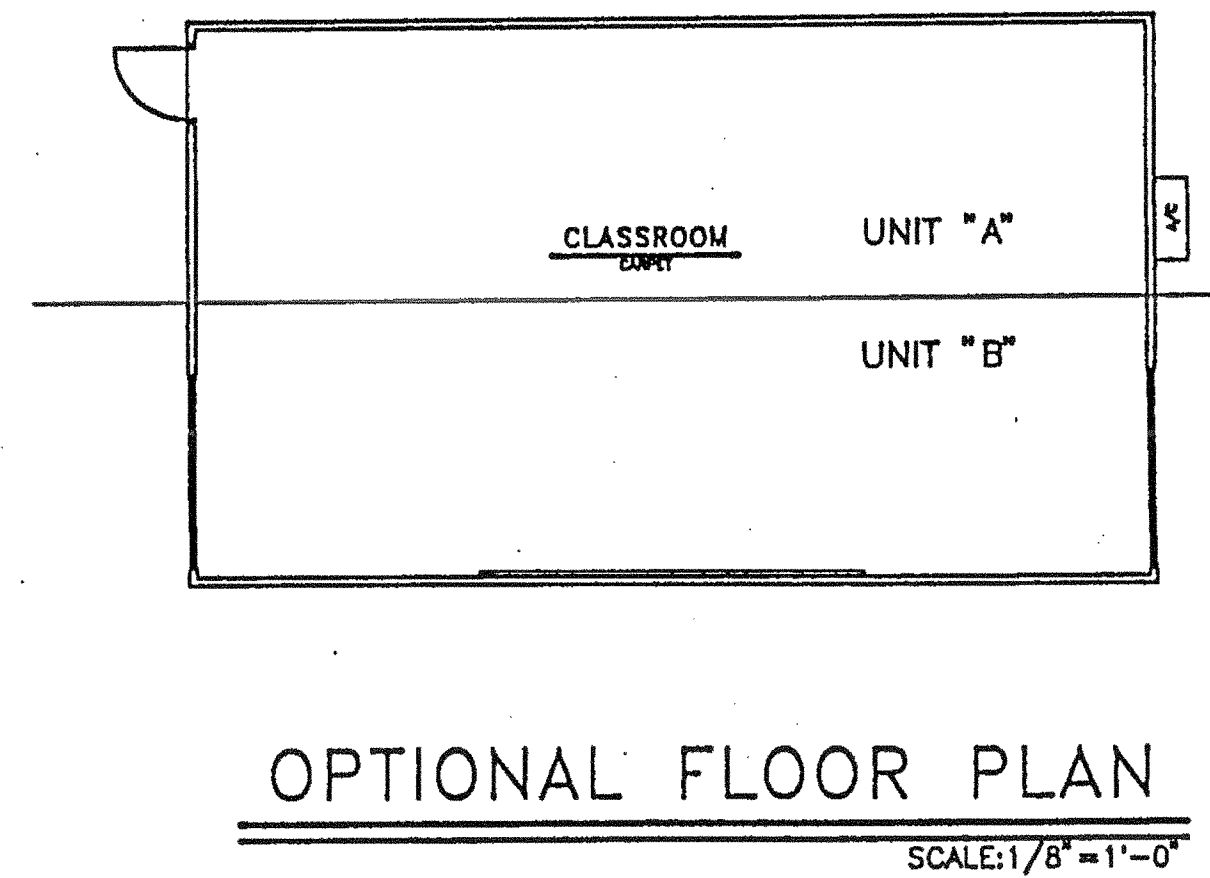 CLASSROOM
CARPET
UNIT "A"
A/C
UNIT "B"
OPTIONAL FLOOR PLAN
SCALE:1/8"=1'-0"